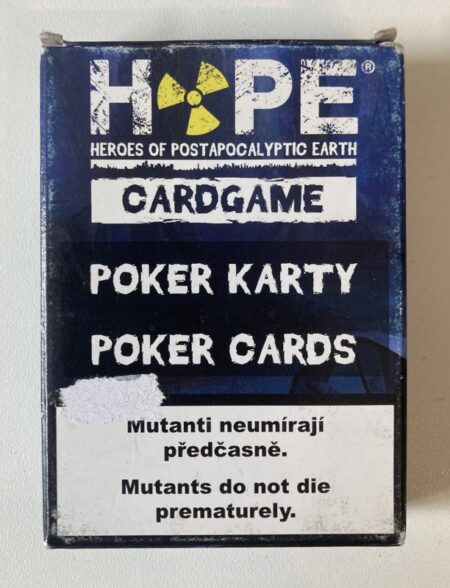 HOPE®
HEROES OF POSTAPOCALYPTIC EARTH
CARDGAME
POKER KARTY
POKER CARDS
Mutanti neumírají
předčasně.
Mutants do not die
prematurely.